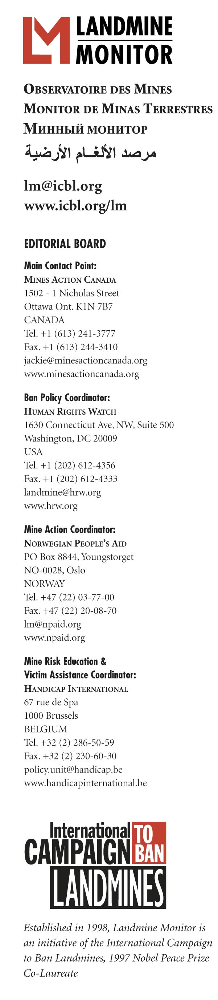 LM LANDMINE
MONITOR
OBSERVATOIRE DES MINES
MONITOR DE MINAS TERRESTRES
МИННЫЙ МОНИТОР
مرصد الألغــام الأرضية
lm@icbl.org
www.icbl.org/lm
EDITORIAL BOARD
Main Contact Point:
MINES ACTION CANADA
1502 - 1 Nicholas Street
Ottawa Ont. K1N 7B7
CANADA
Tel. +1 (613) 241-3777
Fax. +1 (613) 244-3410
jackie@minesactioncanada.org
www.minesactioncanada.org
Ban Policy Coordinator:
HUMAN RIGHTS WATCH
1630 Connecticut Ave, NW, Suite 500
Washington, DC 20009
USA
Tel. +1 (202) 612-4356
Fax. +1 (202) 612-4333
landmine@hrw.org
www.hrw.org
Mine Action Coordinator:
NORWEGIAN PEOPLE'S AID
PO Box 8844, Youngstorget
NO-0028, Oslo
NORWAY
Tel. +47 (22) 03-77-00
Fax. +47 (22) 20-08-70
lm@npaid.org
www.npaid.org
Mine Risk Education &
Victim Assistance Coordinator:
HANDICAP INTERNATIONAL
67 rue de Spa
1000 Brussels
BELGIUM
Tel. +32 (2) 286-50-59
Fax. +32 (2) 230-60-30
policy.unit@handicap.be
www.handicapinternational.be
International TO
CAMPAIGN BAN
LANDMINES
Established in 1998, Landmine Monitor is
an initiative of the International Campaign
to Ban Landmines, 1997 Nobel Peace Prize
Co-Laureate